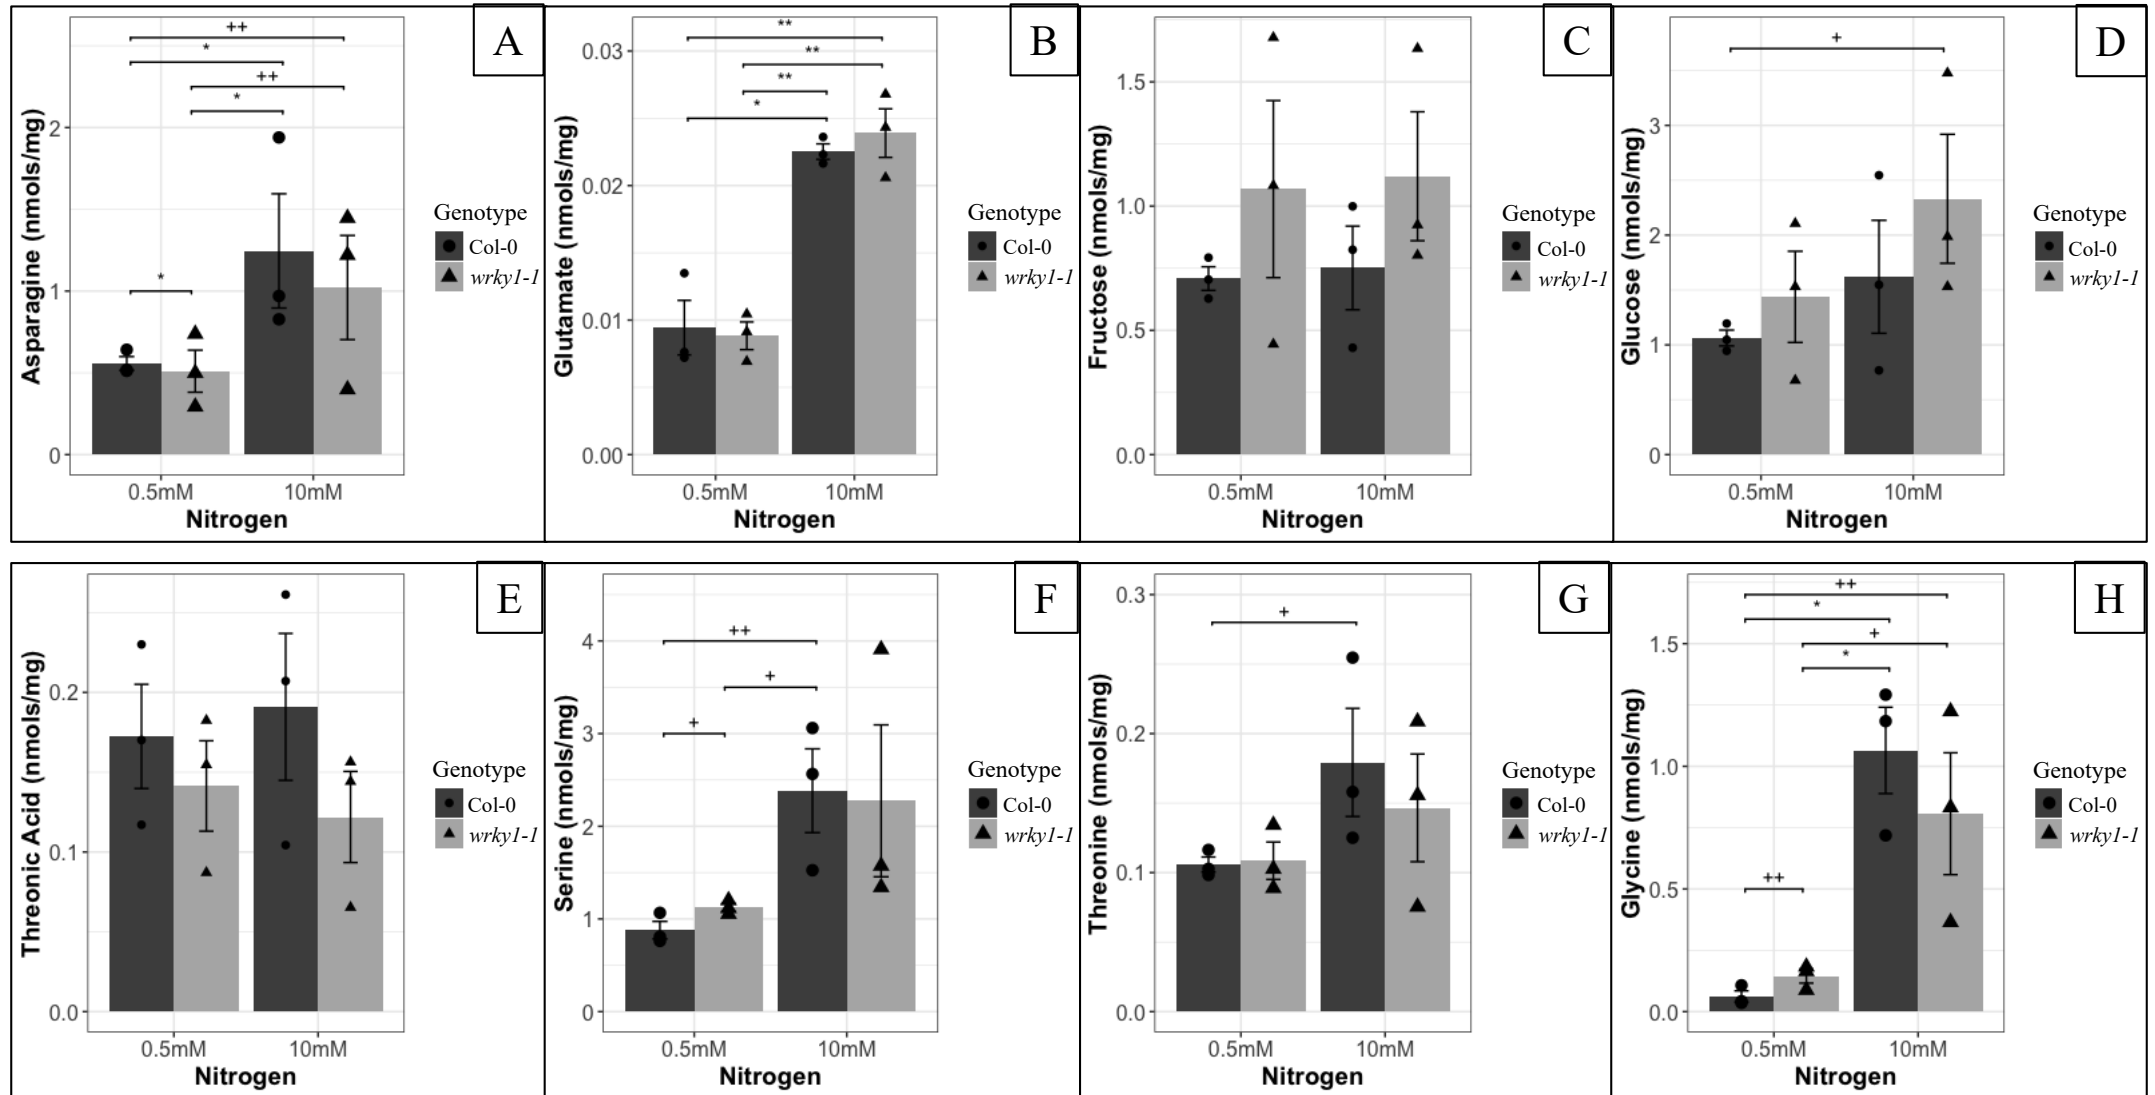 A
++
*
++
*
*
Asparagine (nmols/mg)
2
1
0
0.5mM 10mM
Nitrogen
Genotype
Col-0
wrky1-1
B
**
**
**
*
Glutamate (nmols/mg)
0.03
0.02
0.01
0.00
0.5mM 10mM
Nitrogen
Genotype
Col-0
wrky1-1
C
Fructose (nmols/mg)
1.5
1.0
0.5
0.0
0.5mM 10mM
Nitrogen
Genotype
Col-0
wrky1-1
D
+
Glucose (nmols/mg)
3
2
1
0
0.5mM 10mM
Nitrogen
Genotype
Col-0
wrky1-1
E
Threonic Acid (nmols/mg)
0.2
0.1
0.0
0.5mM 10mM
Nitrogen
Genotype
Col-0
wrky1-1
F
++
+
+
Serine (nmols/mg)
4
3
2
1
0
0.5mM 10mM
Nitrogen
Genotype
Col-0
wrky1-1
G
+
Threonine (nmols/mg)
0.3
0.2
0.1
0.0
0.5mM 10mM
Nitrogen
Genotype
Col-0
wrky1-1
H
++
*
+
*
++
Glycine (nmols/mg)
1.5
1.0
0.5
0.0
0.5mM 10mM
Nitrogen
Genotype
Col-0
wrky1-1